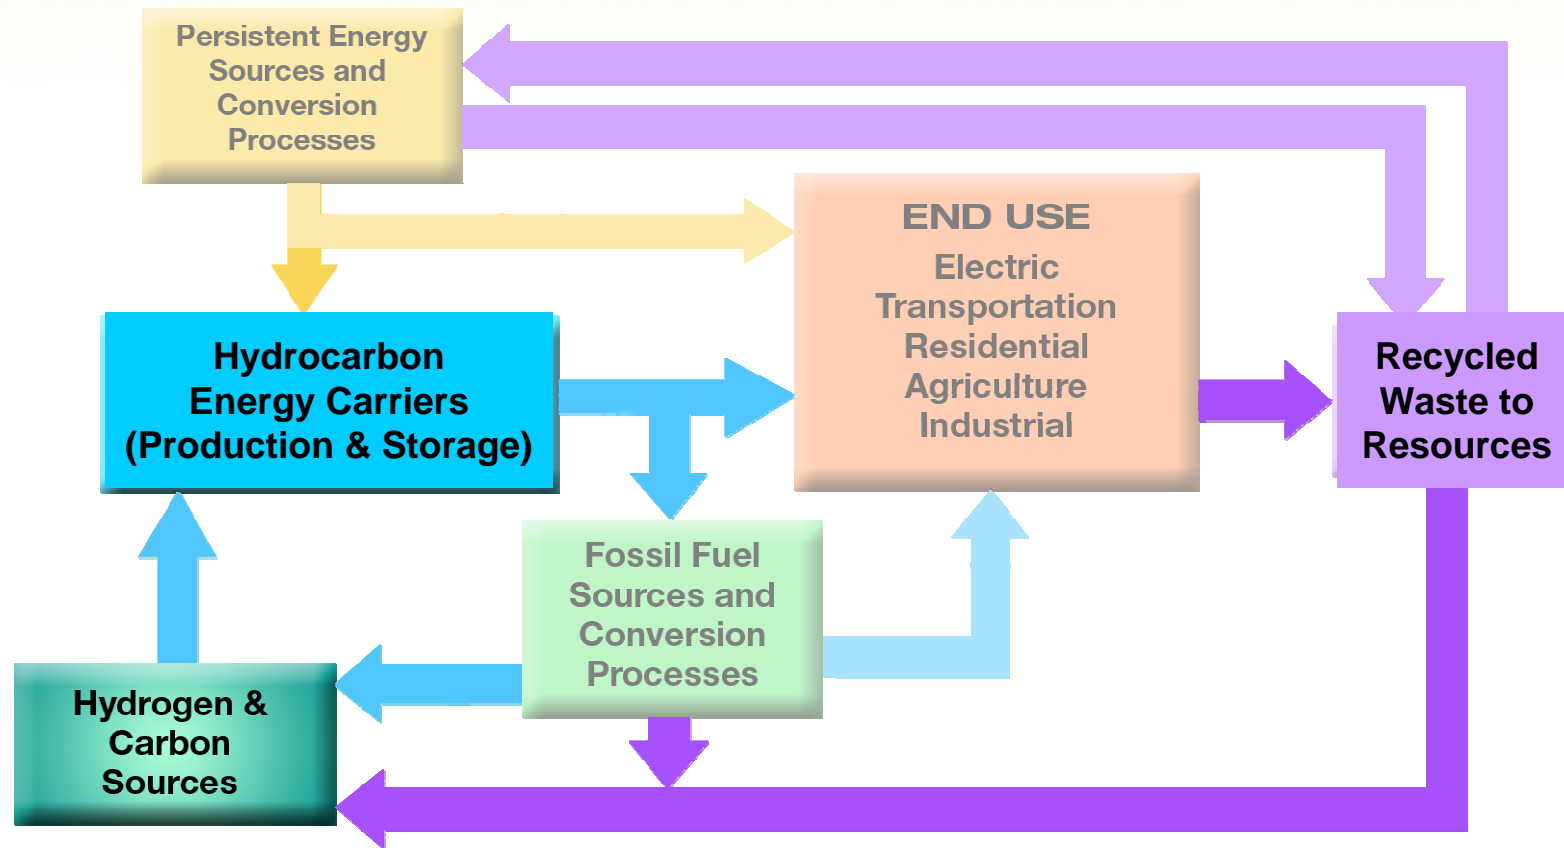 Persistent Energy
Sources and
Conversion
Processes
END USE
Electric
Transportation
Residential
Agriculture
Industrial
Hydrocarbon
Energy Carriers
(Production & Storage)
Recycled
Waste to
Resources
Fossil Fuel
Sources and
Conversion
Processes
Hydrogen &
Carbon
Sources